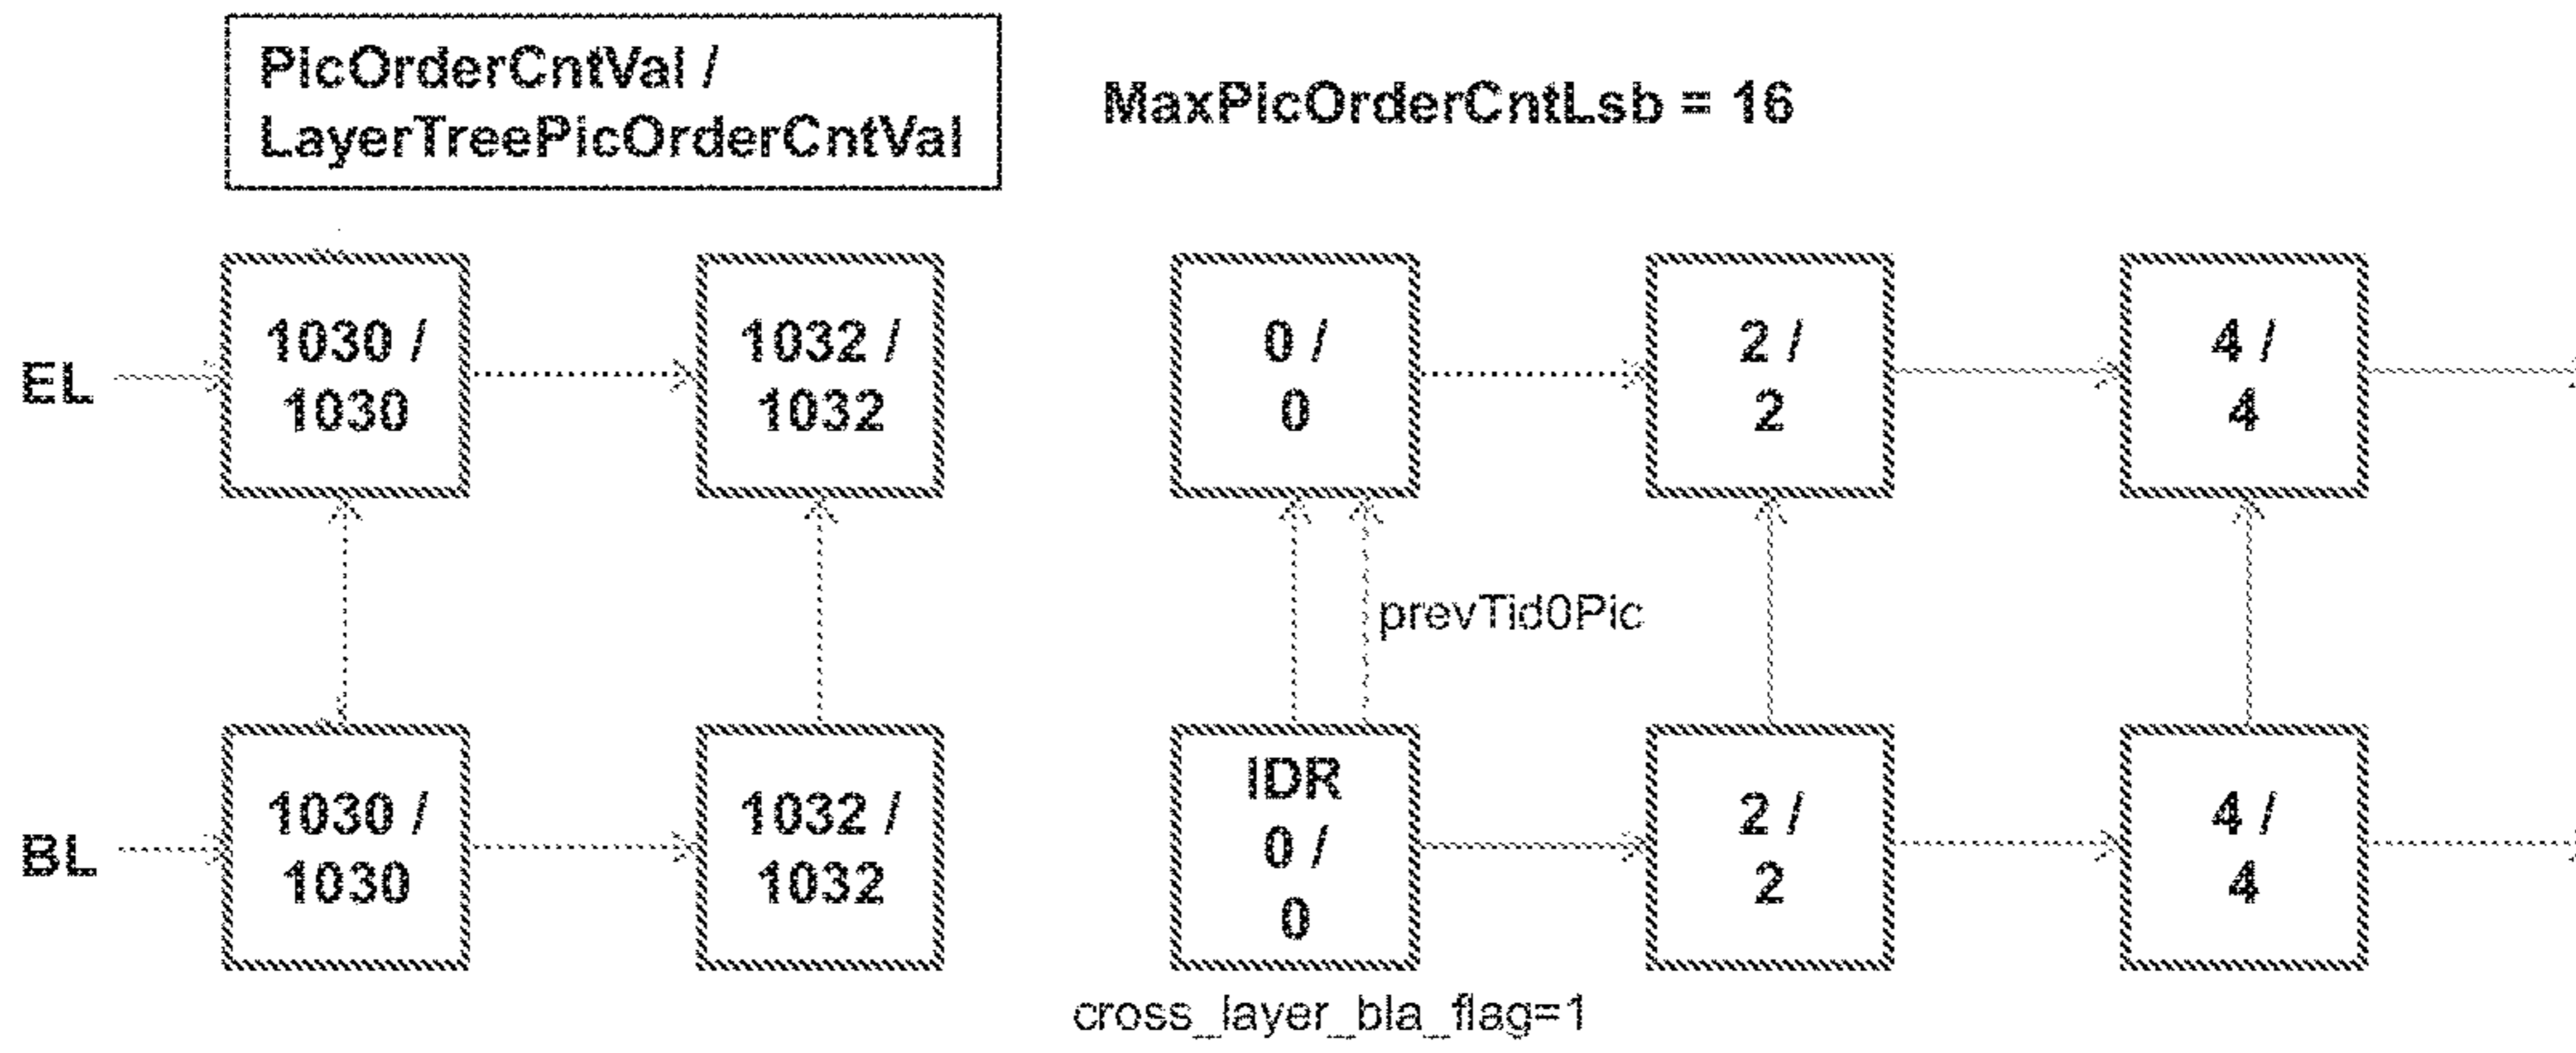 PicOrderCntVal /
LayerTreePicOrderCntVal
MaxPicOrderCntLsb = 16
EL
1030 /
1030
1032 /
1032
0 /
0
2 /
2
4 /
4
prevTid0Pic
BL
1030 /
1030
1032 /
1032
IDR
0 /
0
2 /
2
4 /
4
cross_layer_bla_flag=1